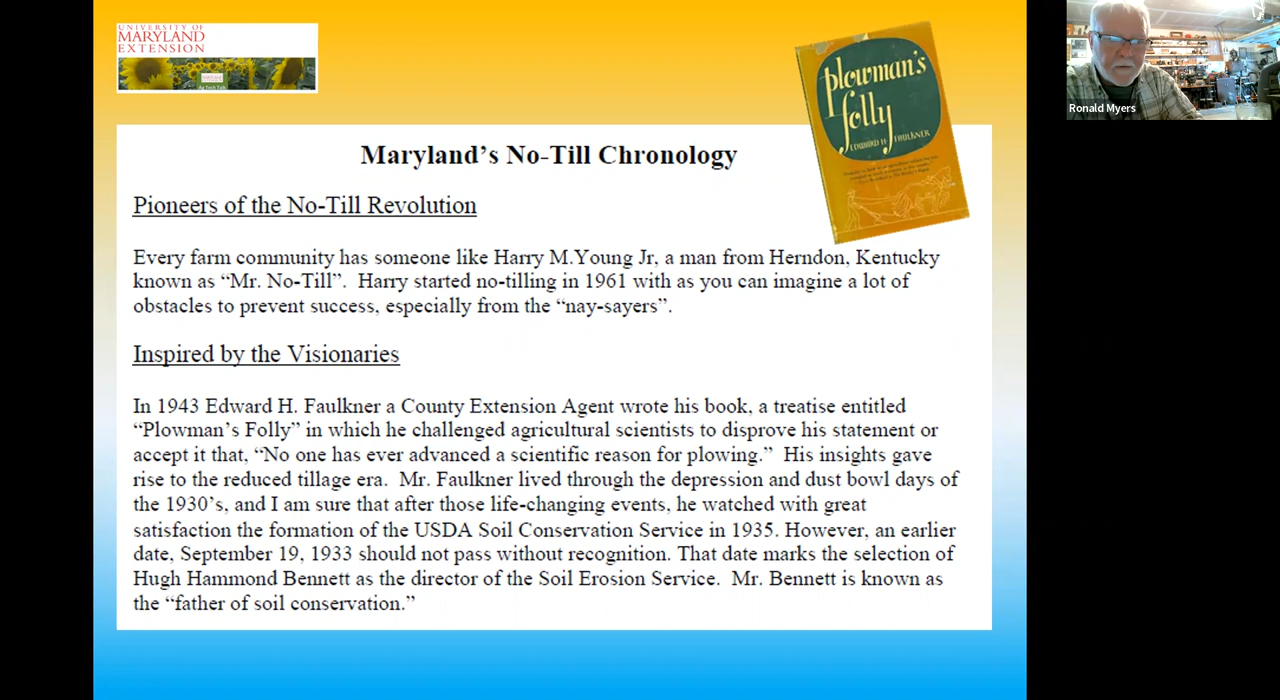 UNIVERSITY OF
MARYLAND
EXTENSION
Ag Tech Talk
plowman's
folly
EDWARD H. FAULKNER
Ronald Myers
Maryland’s No-Till Chronology
Pioneers of the No-Till Revolution
Every farm community has someone like Harry M.Young Jr, a man from Herndon, Kentucky
known as “Mr. No-Till”. Harry started no-tilling in 1961 with as you can imagine a lot of
obstacles to prevent success, especially from the “nay-sayers”.
Inspired by the Visionaries
In 1943 Edward H. Faulkner a County Extension Agent wrote his book, a treatise entitled
“Plowman’s Folly” in which he challenged agricultural scientists to disprove his statement or
accept it that, “No one has ever advanced a scientific reason for plowing.” His insights gave
rise to the reduced tillage era. Mr. Faulkner lived through the depression and dust bowl days of
the 1930’s, and I am sure that after those life-changing events, he watched with great
satisfaction the formation of the USDA Soil Conservation Service in 1935. However, an earlier
date, September 19, 1933 should not pass without recognition. That date marks the selection of
Hugh Hammond Bennett as the director of the Soil Erosion Service. Mr. Bennett is known as
the “father of soil conservation.”